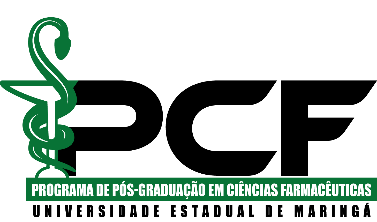 PCF
PROGRAMA DE PÓS-GRADUAÇÃO EM CIÊNCIAS FARMACÊUTICAS
UNIVERSIDADE ESTADUAL DE MARINGÁ